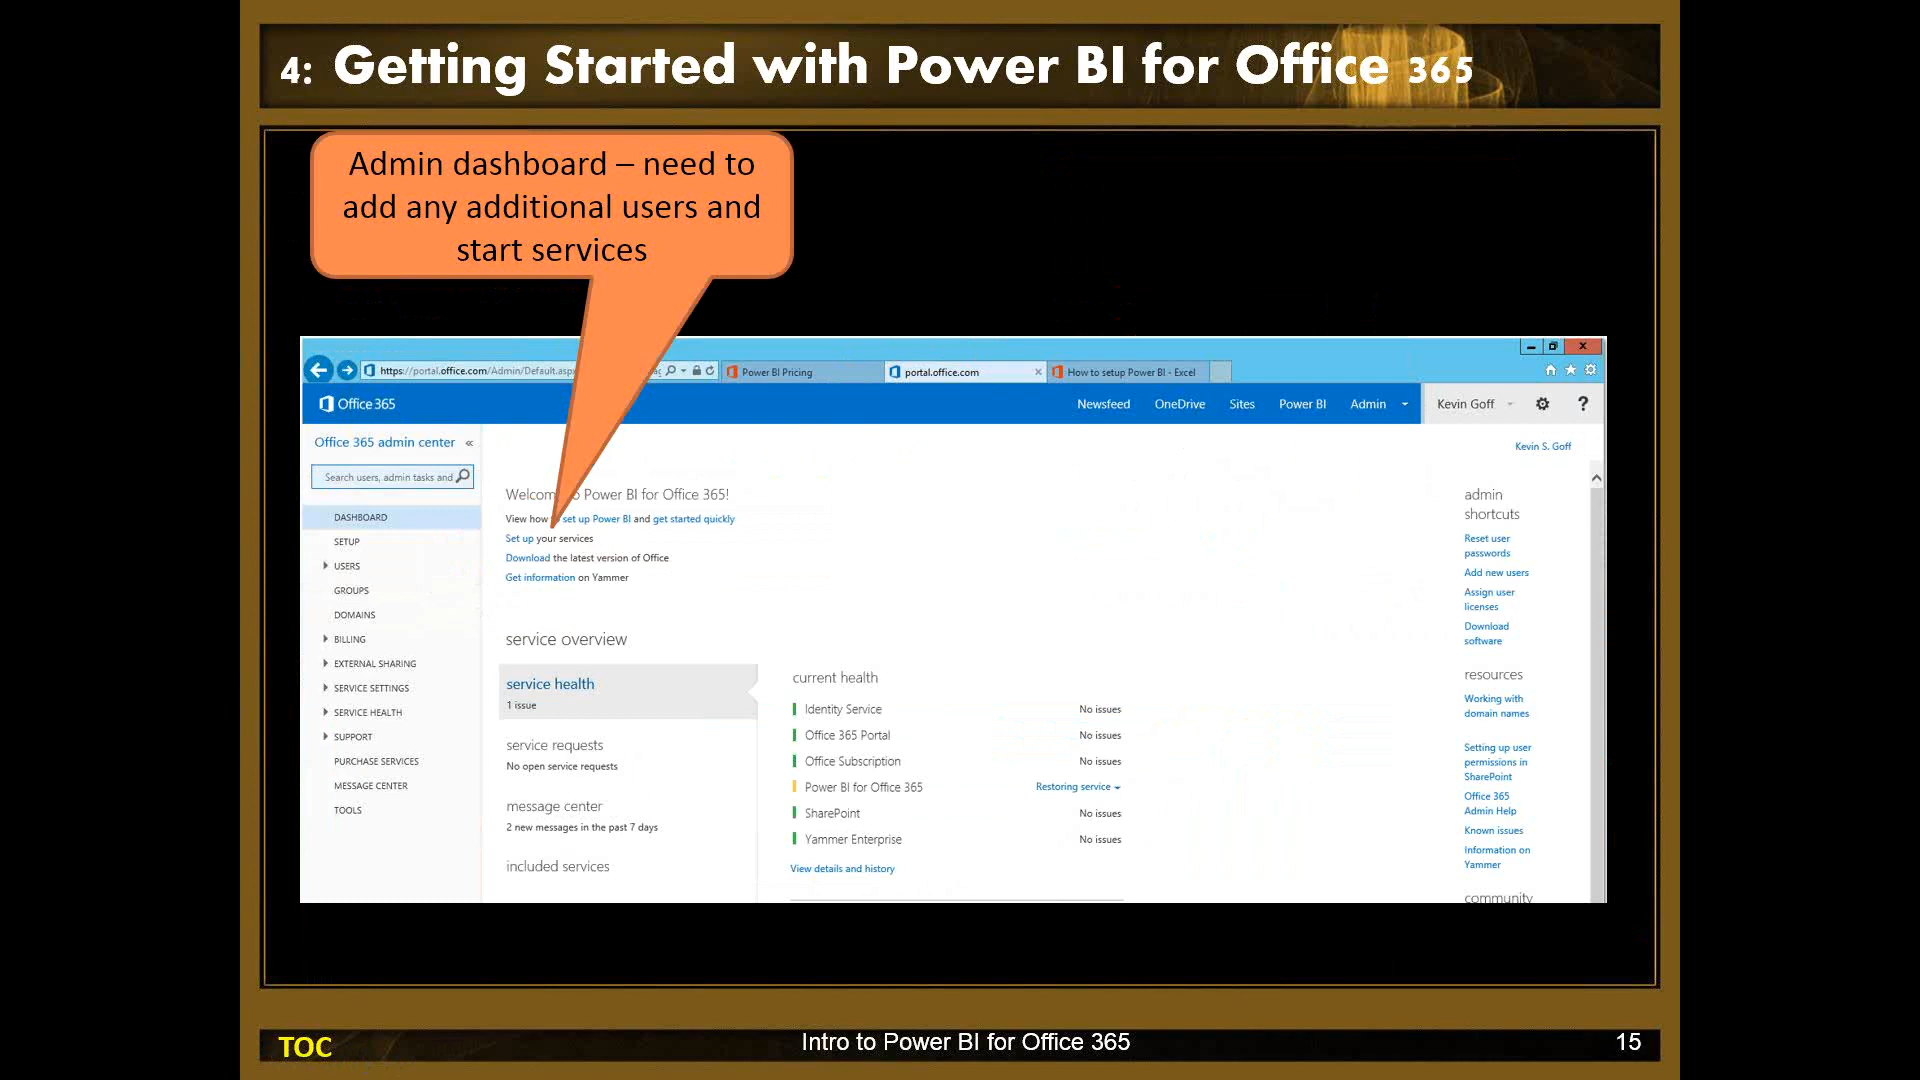 4: Getting Started with Power BI for Office 365
Admin dashboard – need to
add any additional users and
start services
https://portal.office.com/Admin/Default.asp
Power BI Pricing
portal.office.com
How to setup Power BI - Excel
Office 365
Newsfeed
OneDrive
Sites
Power BI
Admin
Kevin Goff
?
Office 365 admin center «
Kevin S. Goff
Search users, admin tasks and
DASHBOARD
SETUP
USERS
GROUPS
DOMAINS
BILLING
EXTERNAL SHARING
SERVICE SETTINGS
SERVICE HEALTH
SUPPORT
PURCHASE SERVICES
MESSAGE CENTER
TOOLS
Welcom o Power BI for Office 365!
View how set up Power BI and get started quickly
Set up your services
Download the latest version of Office
Get information on Yammer
service overview
service health
1 issue
service requests
No open service requests
message center
2 new messages in the past 7 days
included services
current health
Identity Service No issues
Office 365 Portal No issues
Office Subscription No issues
Power BI for Office 365 Restoring service
SharePoint No issues
Yammer Enterprise No issues
View details and history
admin
shortcuts
Reset user
passwords
Add new users
Assign user
licenses
Download
software
resources
Working with
domain names
Setting up user
permissions in
SharePoint
Office 365
Admin Help
Known issues
Information on
Yammer
community
TOC
Intro to Power BI for Office 365
15